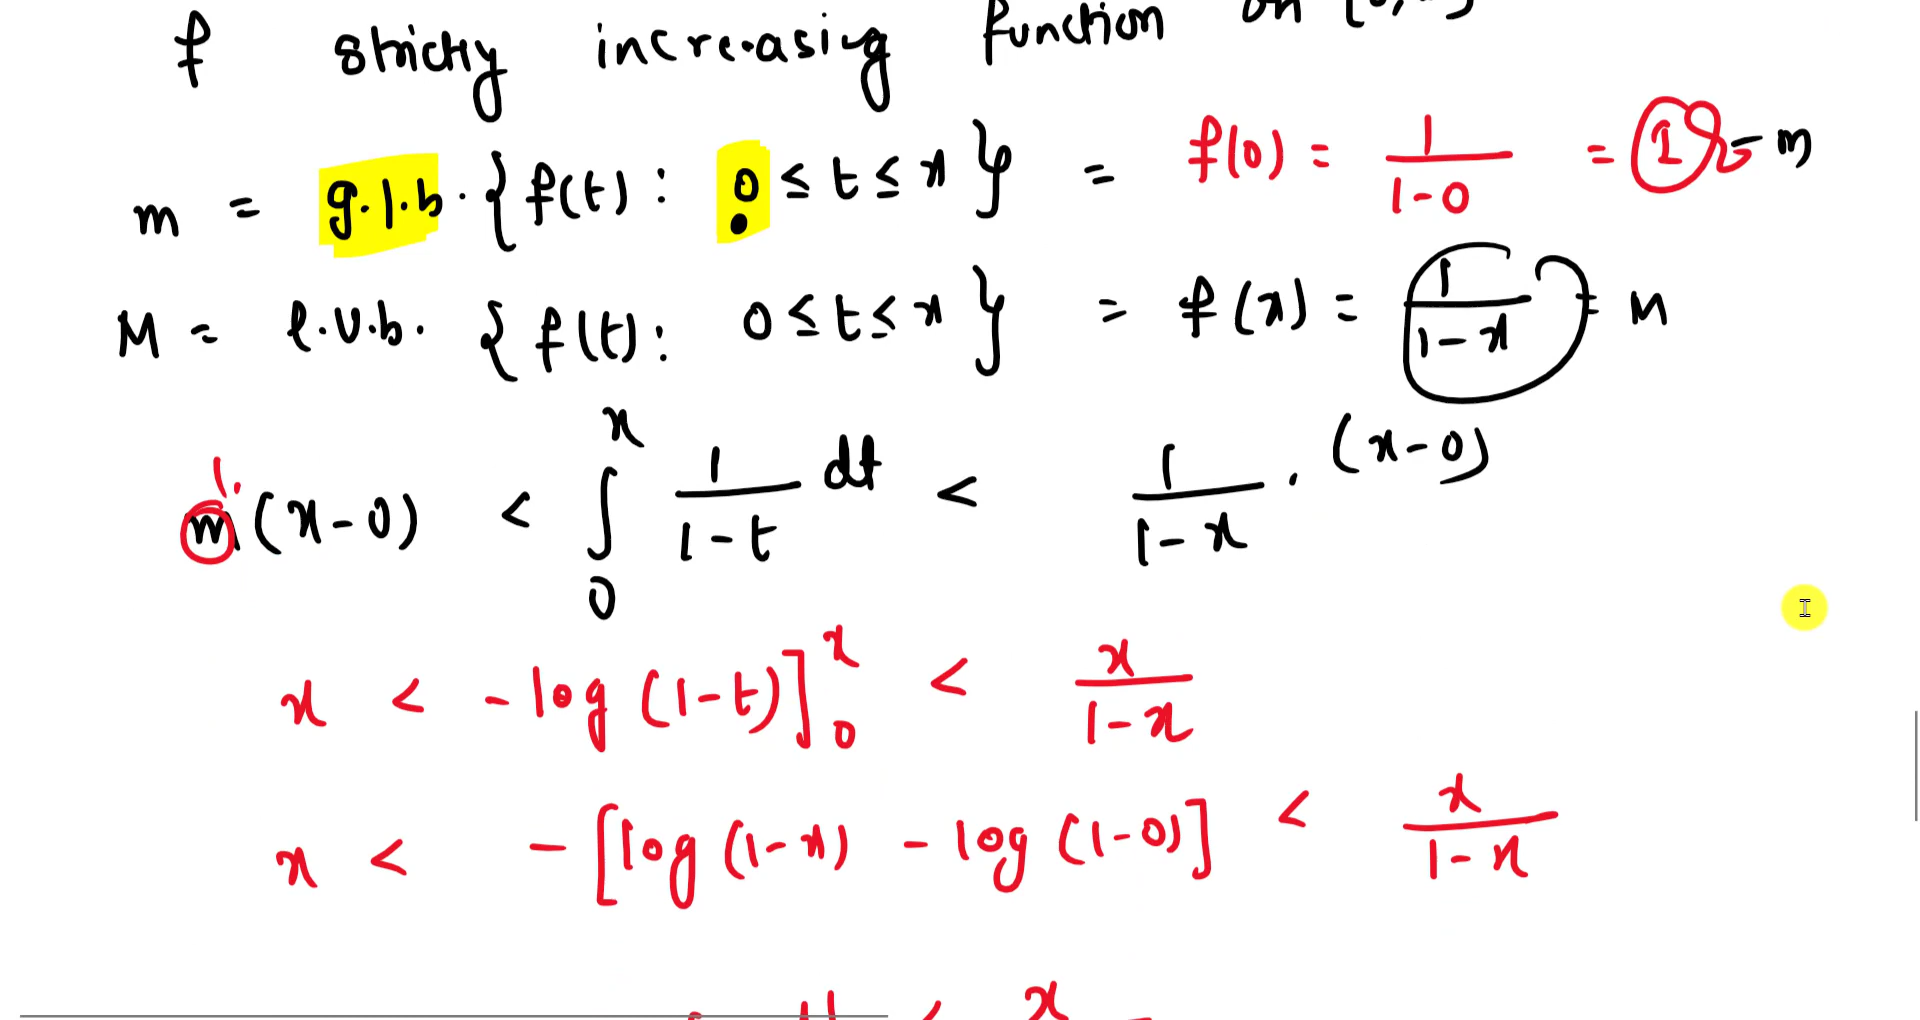 f strictly increasing function on
m = g.l.b. { f(t) : 0 ≤ t ≤ x } = f(0) = 1/(1-0) = 1 = m
M = l.u.b. { f(t) : 0 ≤ t ≤ x } = f(x) = 1/(1-x) = M
1.
m(x-0) < ∫₀ˣ 1/(1-t) dt < 1/(1-x) . (x-0)
x < -log (1-t)]₀ˣ < x/(1-x)
x < -[log (1-x) - log (1-0)] < x/(1-x)